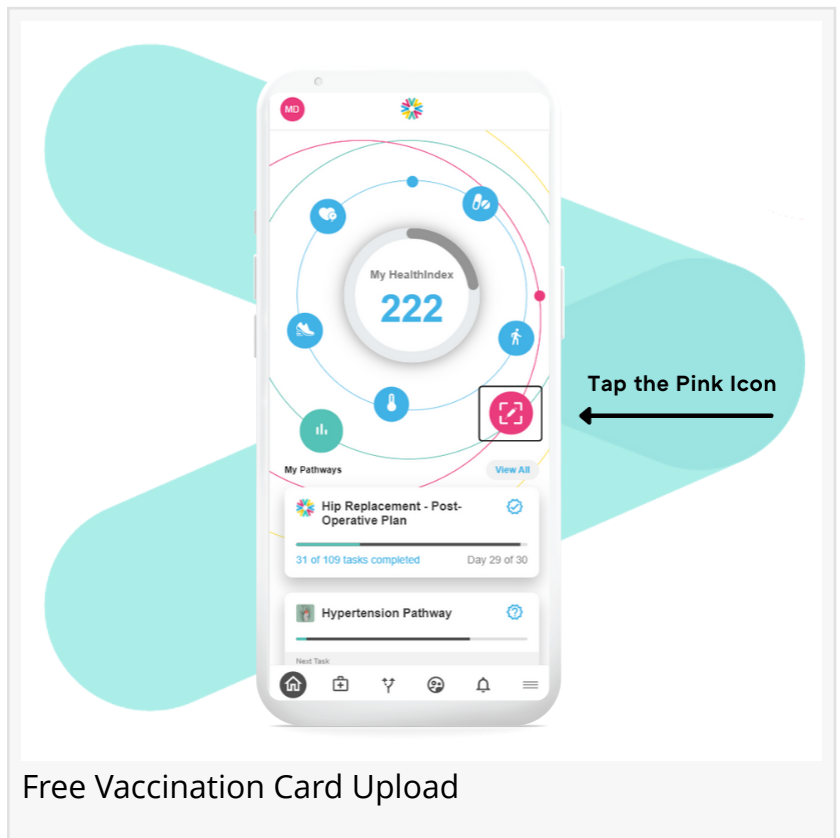 MD
My HealthIndex
222
Tap the Pink Icon
My Pathways
View All
Hip Replacement - Post-
Operative Plan
31 of 109 tasks completed
Day 29 of 30
Hypertension Pathway
Next Task
Free Vaccination Card Upload